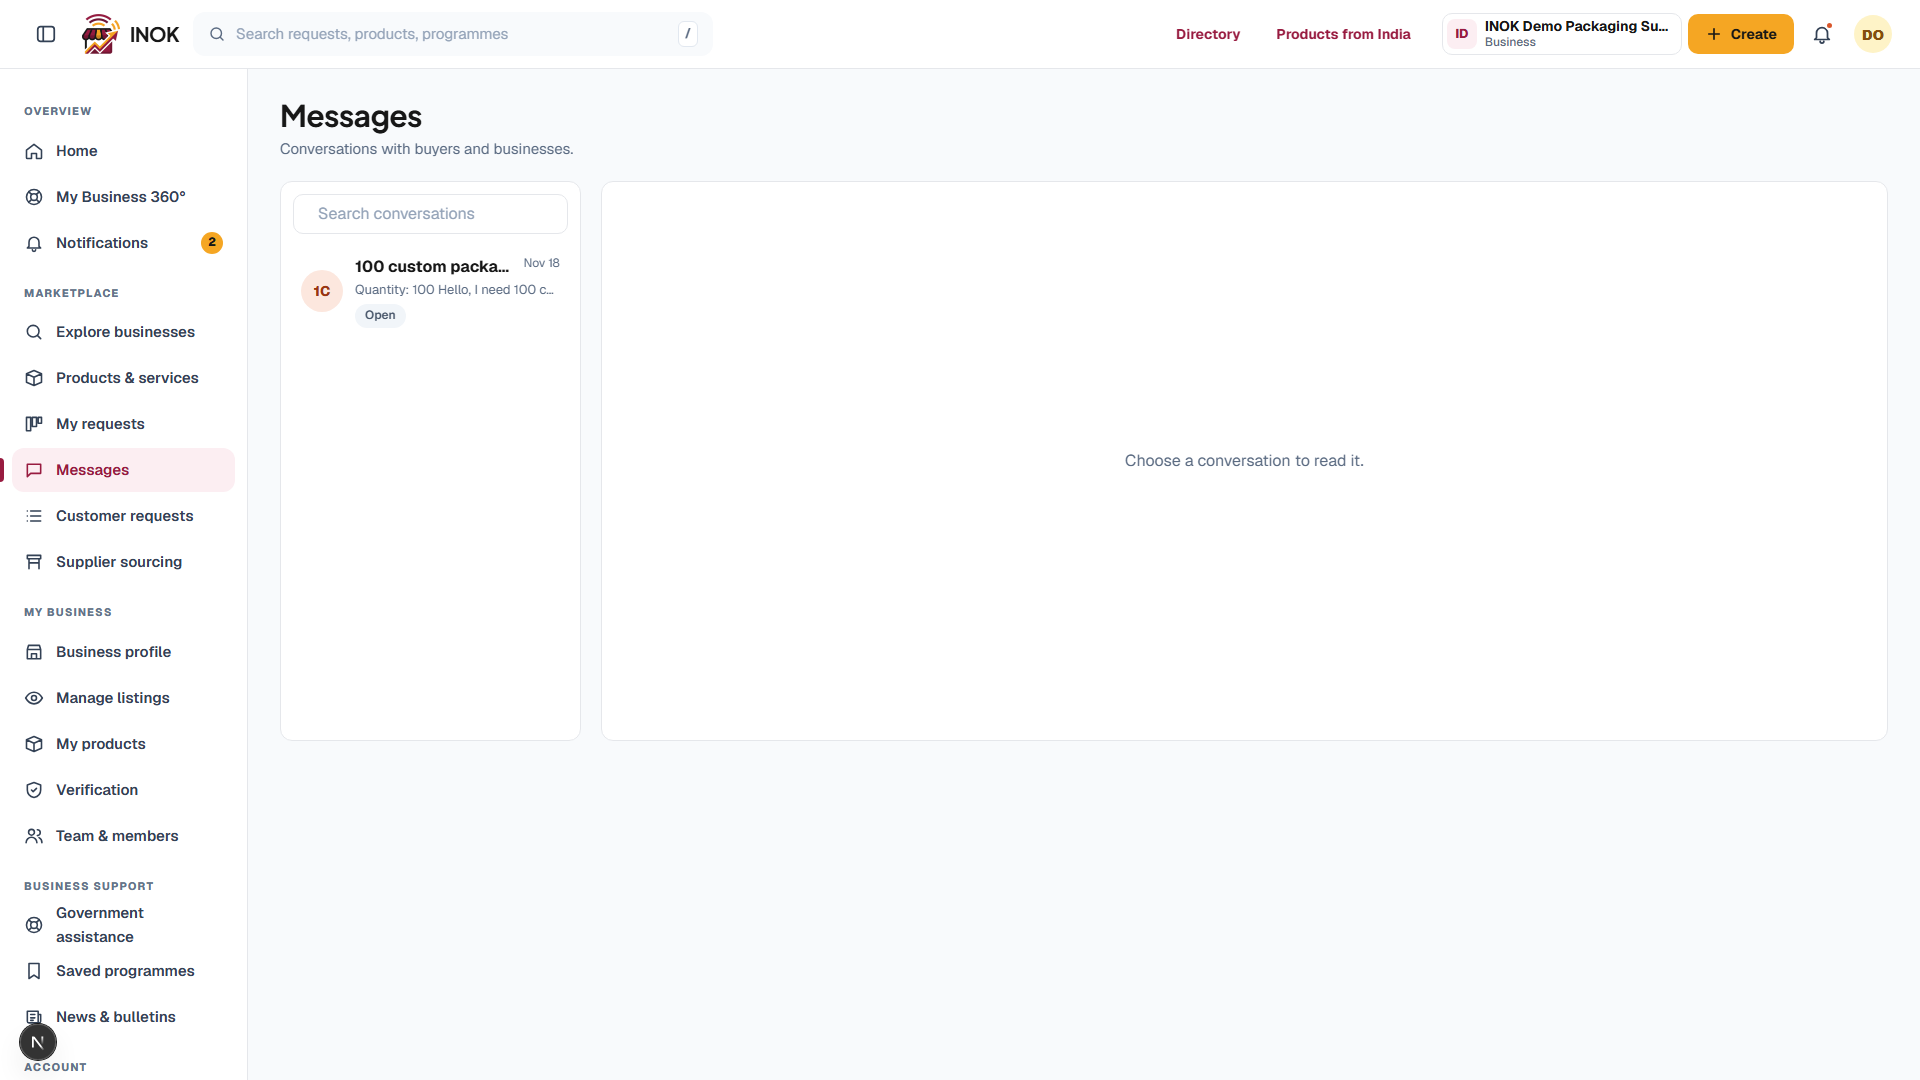 INOK
Search requests, products, programmes
/
Directory
Products from India
ID
INOK Demo Packaging Su...
Business
Create
DO
OVERVIEW
Home
My Business 360°
Notifications
2
MARKETPLACE
Explore businesses
Products & services
My requests
Messages
Customer requests
Supplier sourcing
MY BUSINESS
Business profile
Manage listings
My products
Verification
Team & members
BUSINESS SUPPORT
Government
assistance
Saved programmes
News & bulletins
N
ACCOUNT
Messages
Conversations with buyers and businesses.
Search conversations
1C
100 custom packa...
Nov 18
Quantity: 100 Hello, I need 100 c...
Open
Choose a conversation to read it.